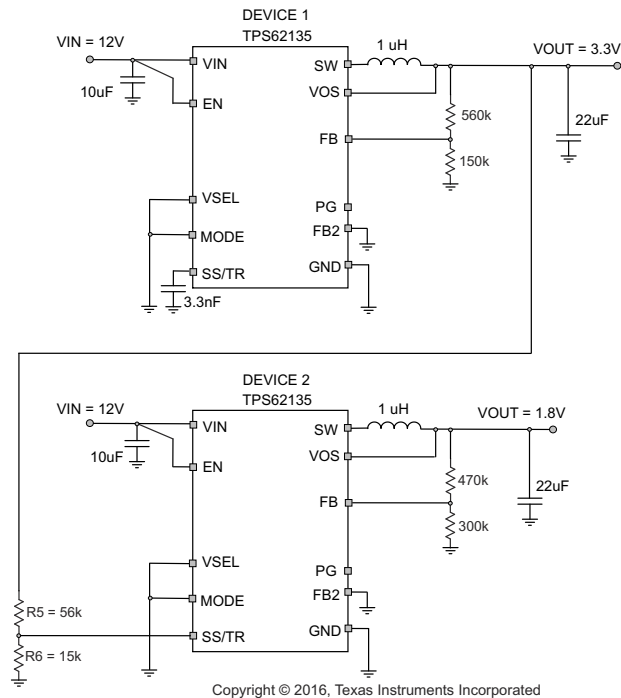 DEVICE 1
TPS62135
VIN = 12V
1 uH
VOUT = 3.3V
VIN
SW
10uF
VOS
EN
560k
22uF
FB
150k
VSEL
PG
MODE
FB2
SS/TR
GND
3.3nF
DEVICE 2
TPS62135
VIN = 12V
1 uH
VOUT = 1.8V
VIN
SW
10uF
VOS
EN
470k
22uF
FB
300k
VSEL
PG
MODE
FB2
R5 = 56k
SS/TR
GND
R6 = 15k
Copyright © 2016, Texas Instruments Incorporated